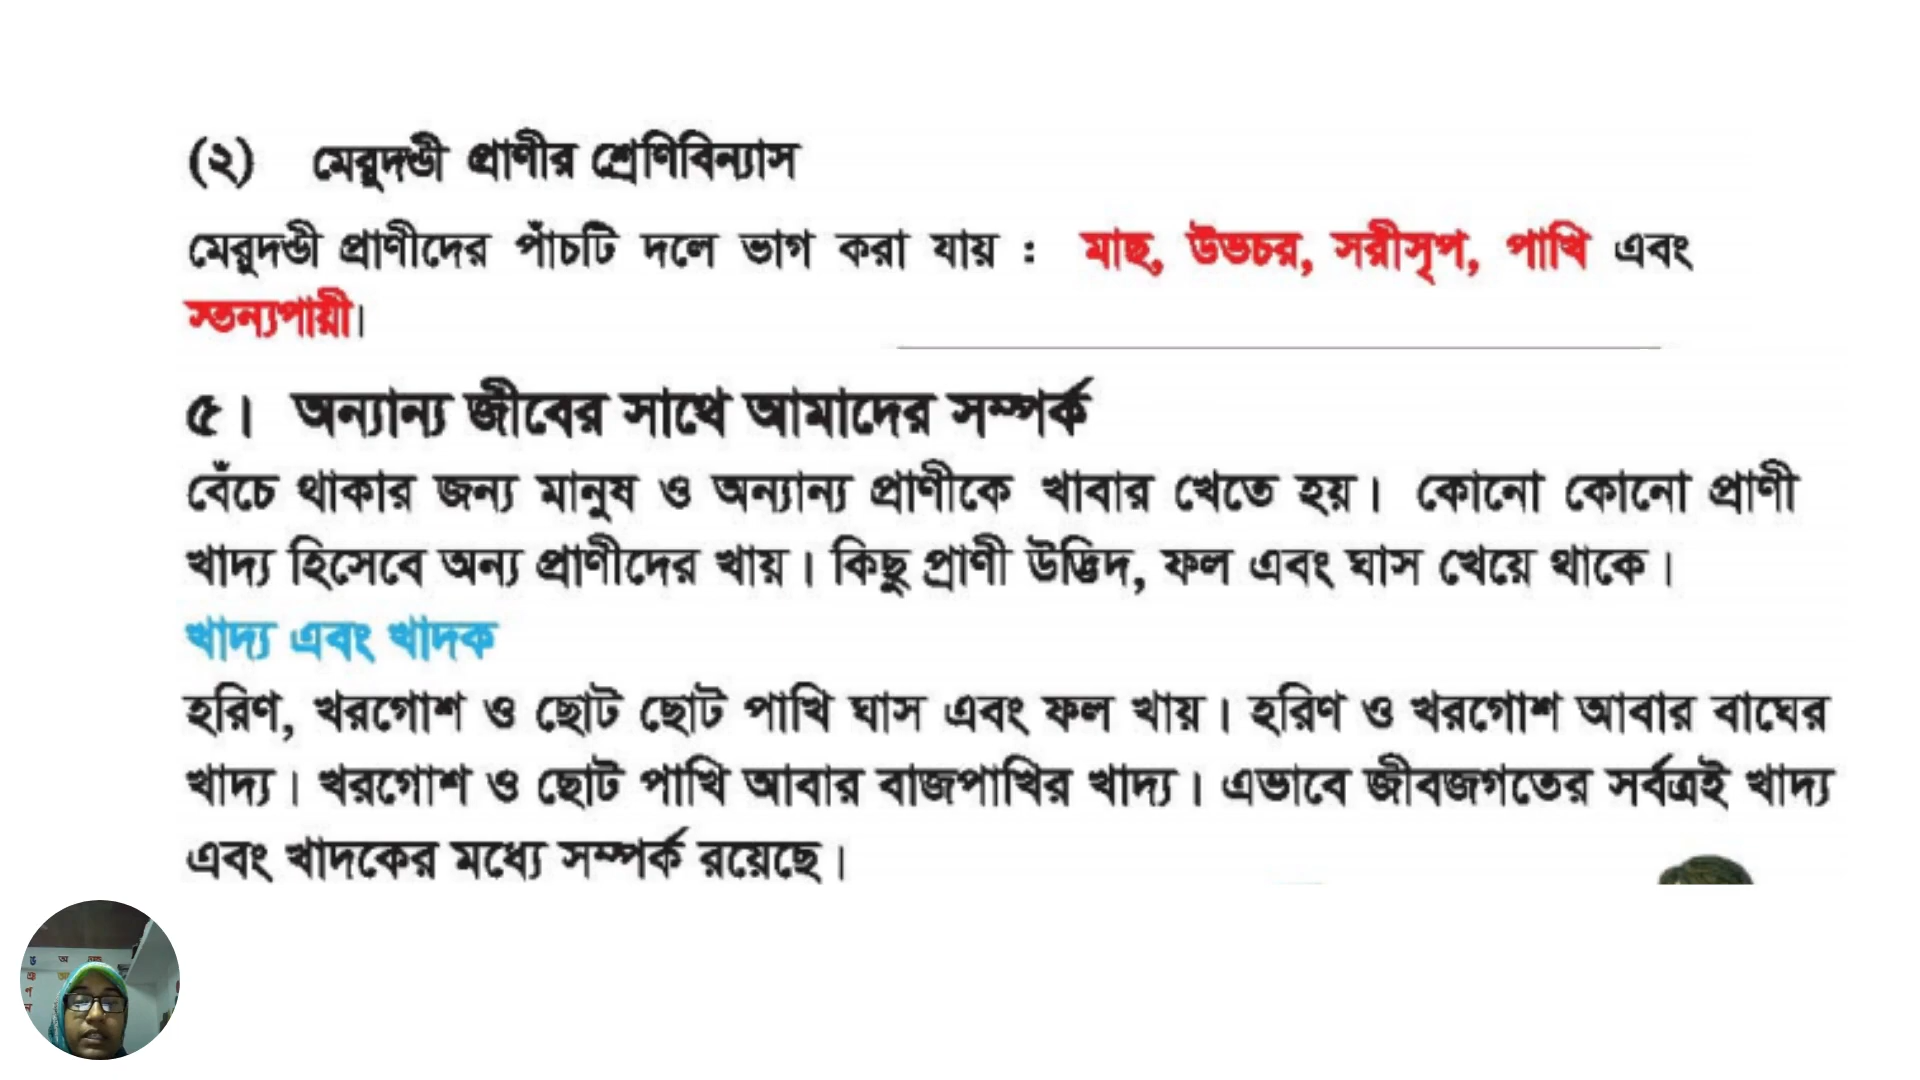 (২) মেরুদণ্ডী প্রাণীর শ্রেণিবিন্যাস
মেরুদণ্ডী প্রাণীদের পাঁচটি দলে ভাগ করা যায় : মাছ, উভচর, সরীসৃপ, পাখি এবং
স্তন্যপায়ী।
৫। অন্যান্য জীবের সাথে আমাদের সম্পর্ক
বেঁচে থাকার জন্য মানুষ ও অন্যান্য প্রাণীকে খাবার খেতে হয়। কোনো কোনো প্রাণী
খাদ্য হিসেবে অন্য প্রাণীদের খায়। কিছু প্রাণী উদ্ভিদ, ফল এবং ঘাস খেয়ে থাকে।
খাদ্য এবং খাদক
হরিণ, খরগোশ ও ছোট ছোট পাখি ঘাস এবং ফল খায়। হরিণ ও খরগোশ আবার বাঘের
খাদ্য। খরগোশ ও ছোট পাখি আবার বাজপাখির খাদ্য। এভাবে জীবজগতের সর্বত্রই খাদ্য
এবং খাদকের মধ্যে সম্পর্ক রয়েছে।